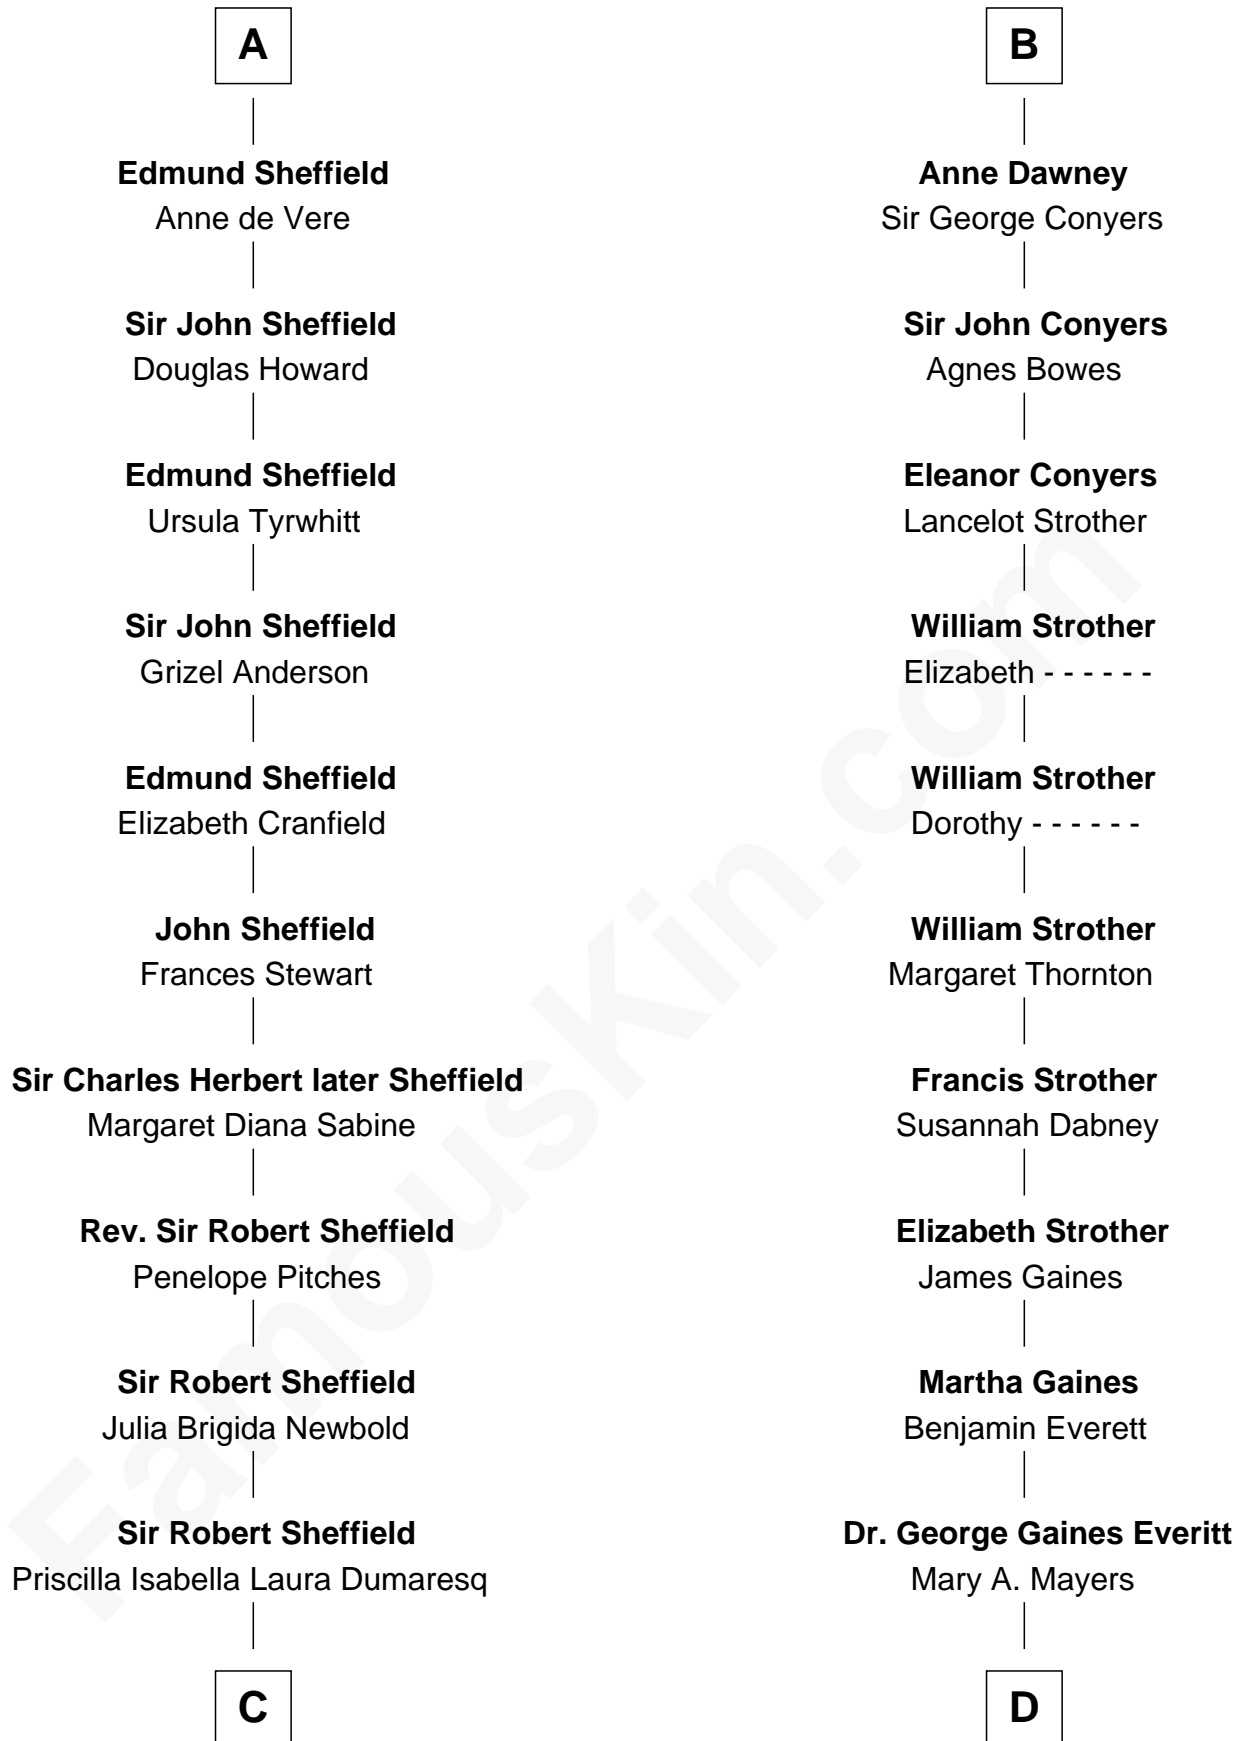 A
Edmund Sheffield
Anne de Vere
Sir John Sheffield
Douglas Howard
Edmund Sheffield
Ursula Tyrwhitt
Sir John Sheffield
Grizel Anderson
Edmund Sheffield
Elizabeth Cranfield
John Sheffield
Frances Stewart
Sir Charles Herbert later Sheffield
Margaret Diana Sabine
Rev. Sir Robert Sheffield
Penelope Pitches
Sir Robert Sheffield
Julia Brigida Newbold
Sir Robert Sheffield
Priscilla Isabella Laura Dumaresq
C
B
Anne Dawney
Sir George Conyers
Sir John Conyers
Agnes Bowes
Eleanor Conyers
Lancelot Strother
William Strother
Elizabeth - - - - - -
William Strother
Dorothy - - - - - -
William Strother
Margaret Thornton
Francis Strother
Susannah Dabney
Elizabeth Strother
James Gaines
Martha Gaines
Benjamin Everett
Dr. George Gaines Everitt
Mary A. Mayers
D
FamousKin.com